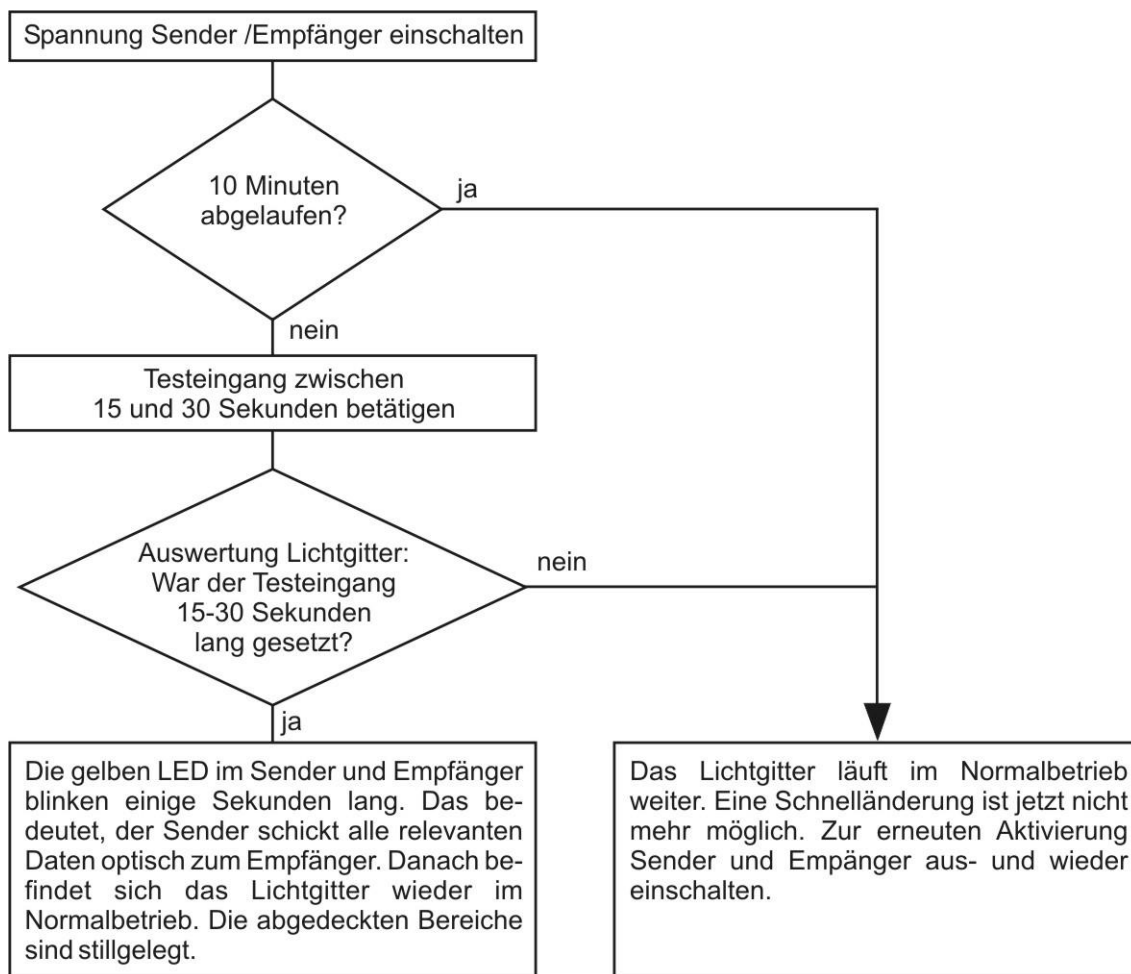 Spannung Sender /Empfänger einschalten
10 Minuten
abgelaufen?
ja
nein
Testeingang zwischen
15 und 30 Sekunden betätigen
Auswertung Lichtgitter:
War der Testeingang
15-30 Sekunden
lang gesetzt?
nein
ja
Die gelben LED im Sender und Empfänger
blinken einige Sekunden lang. Das be-
deutet, der Sender schickt alle relevanten
Daten optisch zum Empfänger. Danach be-
findet sich das Lichtgitter wieder im
Normalbetrieb. Die abgedeckten Bereiche
sind stillgelegt.
Das Lichtgitter läuft im Normalbetrieb
weiter. Eine Schnelländerung ist jetzt nicht
mehr möglich. Zur erneuten Aktivierung
Sender und Empänger aus- und wieder
einschalten.